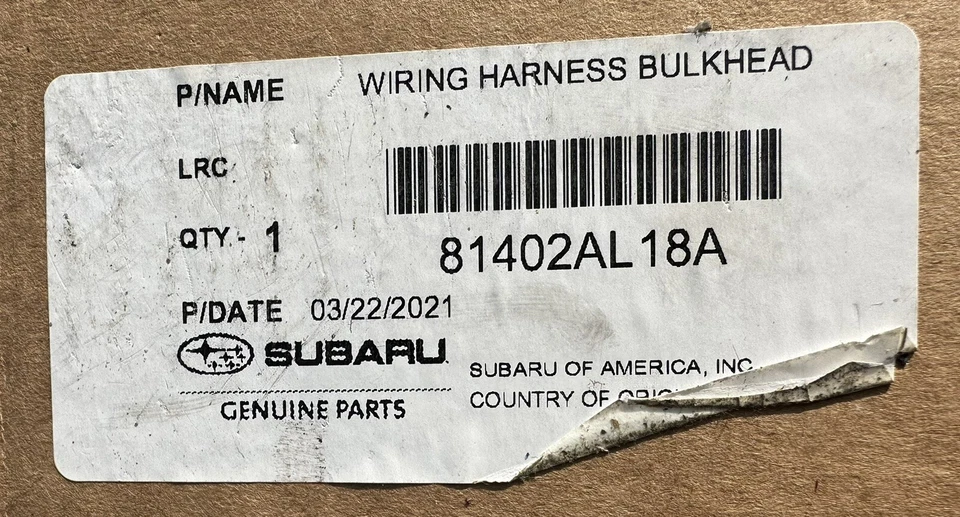 P/NAME WIRING HARNESS BULKHEAD
LRC
QTY.- 1
81402AL18A
P/DATE 03/22/2021
SUBARU
GENUINE PARTS
SUBARU OF AMERICA, INC.
COUNTRY OF